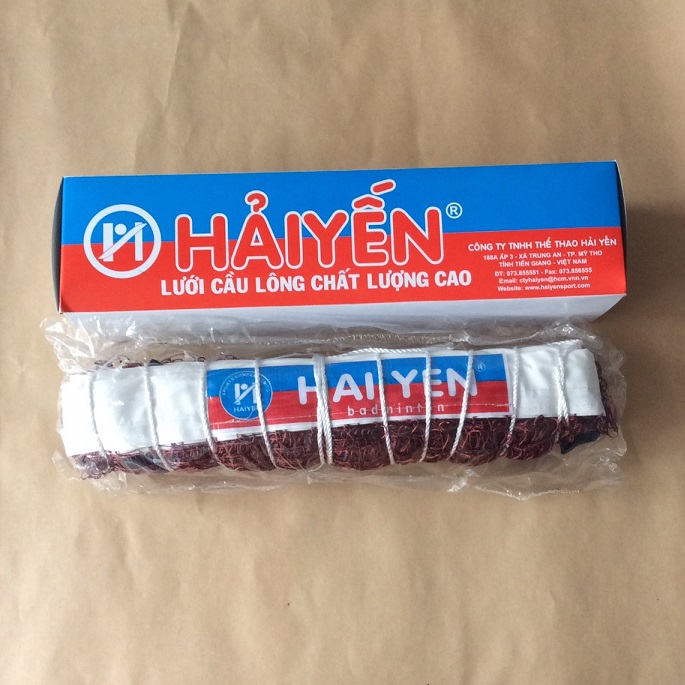 HẢIYẾN®
LƯỚI CẦU LÔNG CHẤT LƯỢNG CAO
CÔNG TY TNHH THỂ THAO HẢI YẾN
188A ẤP 3 - XÃ TRUNG AN - TP. MỸ THO
TỈNH TIỀN GIANG - VIỆT NAM
ĐT: 073.855551 - Fax: 073.856555
Email: ctyhaiyen@hcm.vnn.vn
Website: www.haiyensport.com
HAIYEN
HAI YEN®
badminton